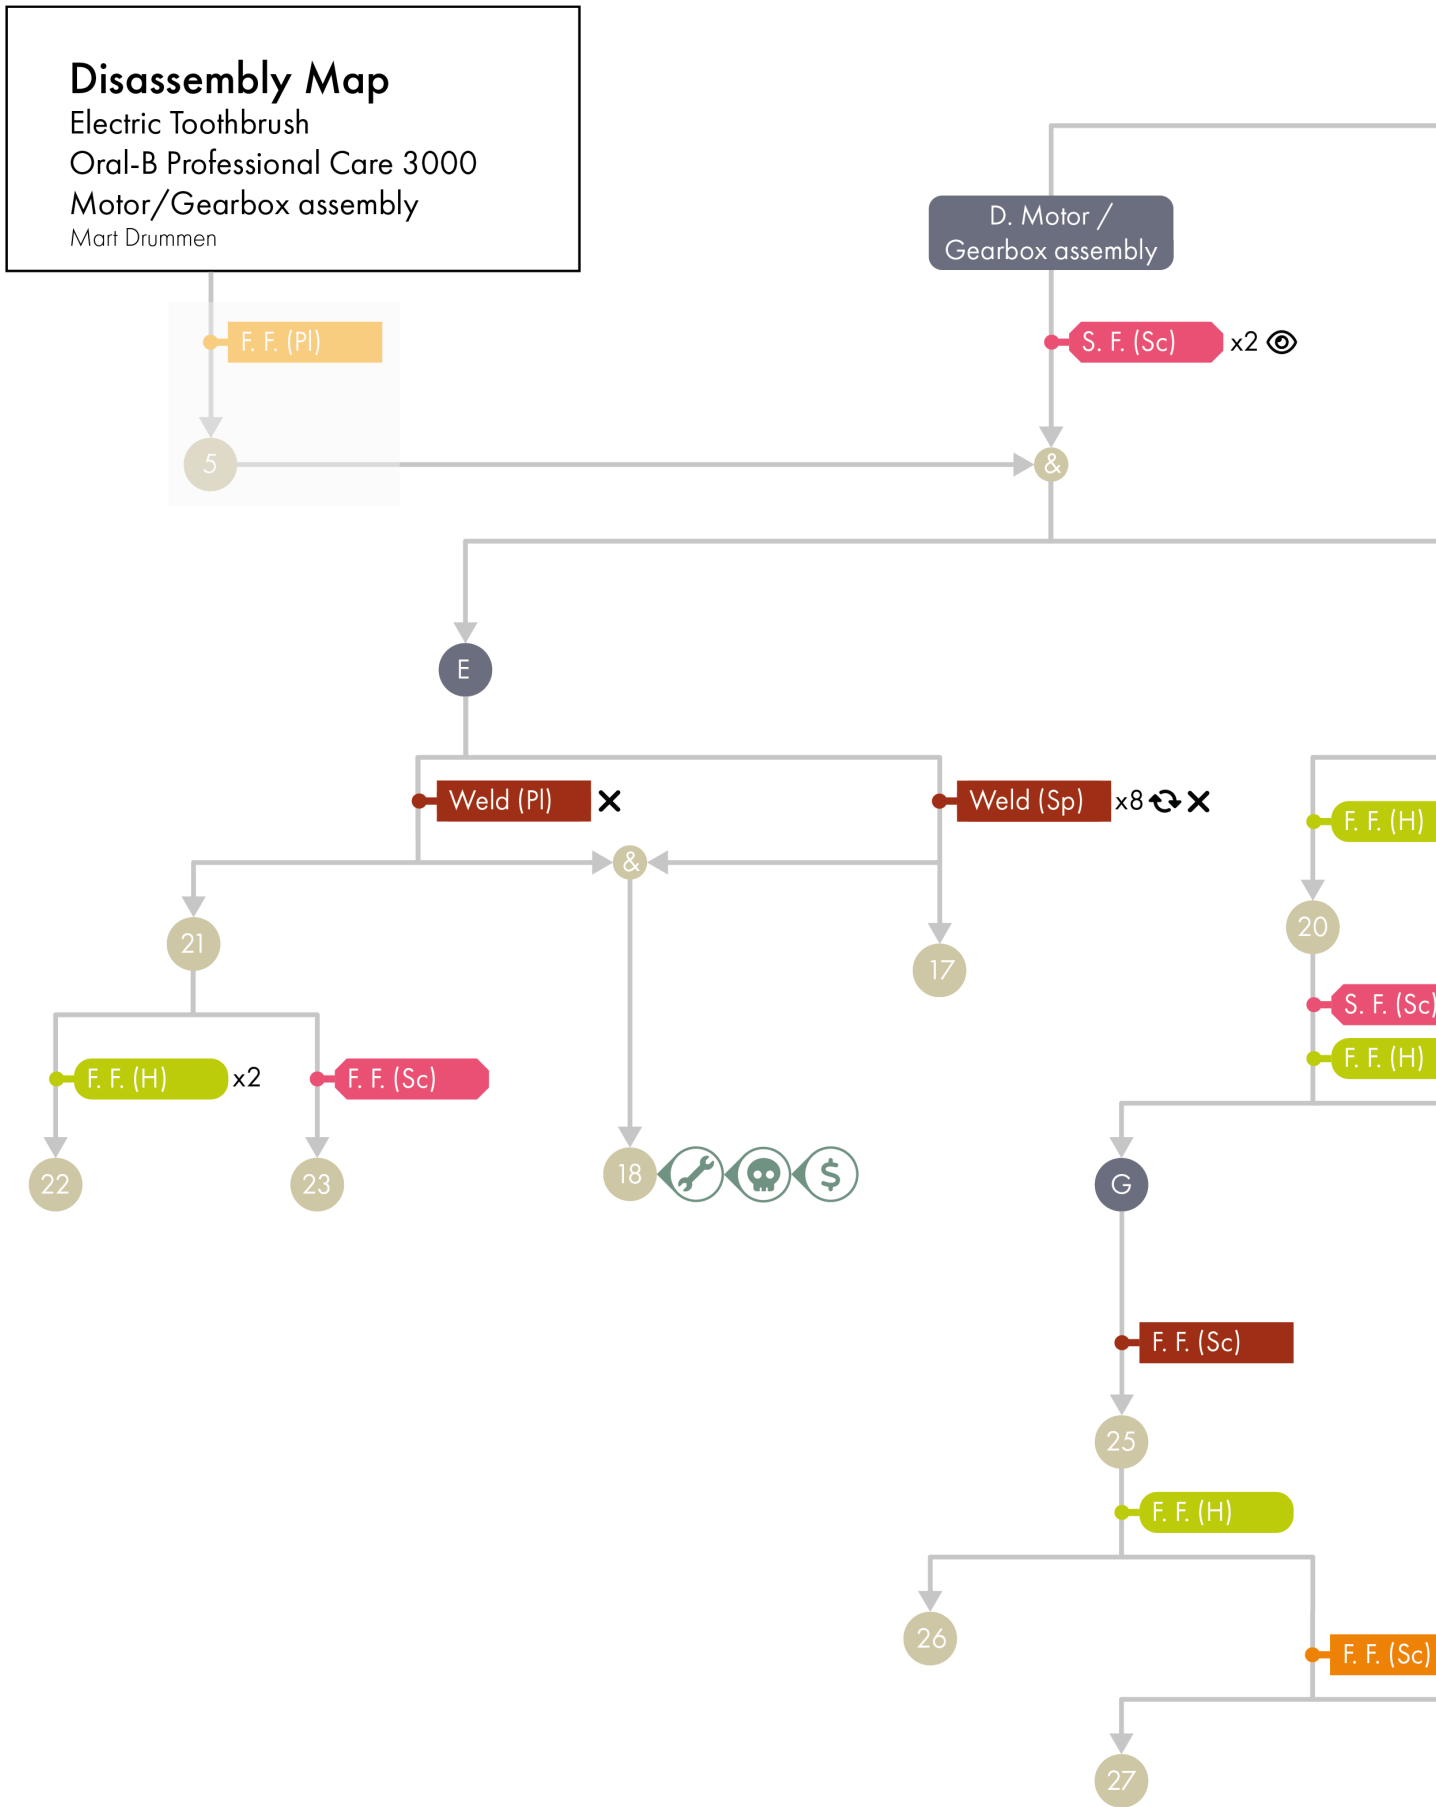 Disassembly Map
Electric Toothbrush
Oral-B Professional Care 3000
Motor/Gearbox assembly
Mart Drummen
D. Motor /
Gearbox assembly
F. F. (Pl)
S. F. (Sc) x2
5
&
E
Weld (Pl)
Weld (Sp) x8
F. F. (H)
&
21
20
17
S. F. (Sc)
F. F. (H) x2
F. F. (Sc)
F. F. (H)
22
23
18
$
G
F. F. (Sc)
25
F. F. (H)
26
F. F. (Sc)
27